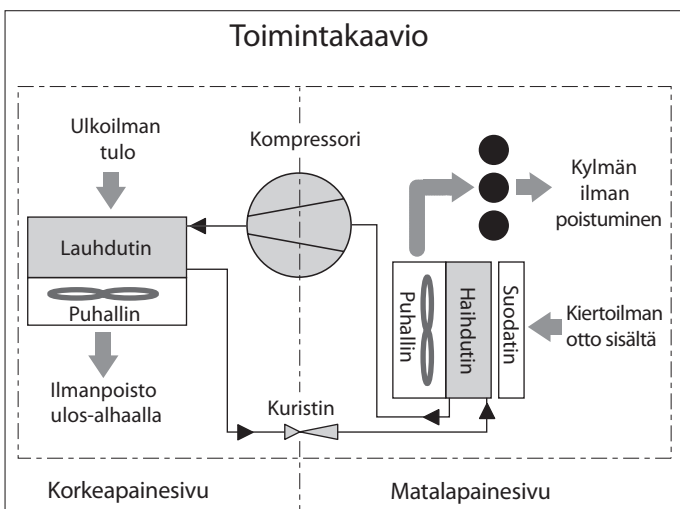 Toimintakaavio
Ulkoilman
tulo
Kompressori
Kylmän
ilman
poistuminen
Lauhdutin
Puhallin
Puhallin
Haihdutin
Suodatin
Kiertoilman
otto sisältä
Ilmanpoisto
ulos-alhaalla
Kuristin
Korkeapainesivu
Matalapainesivu